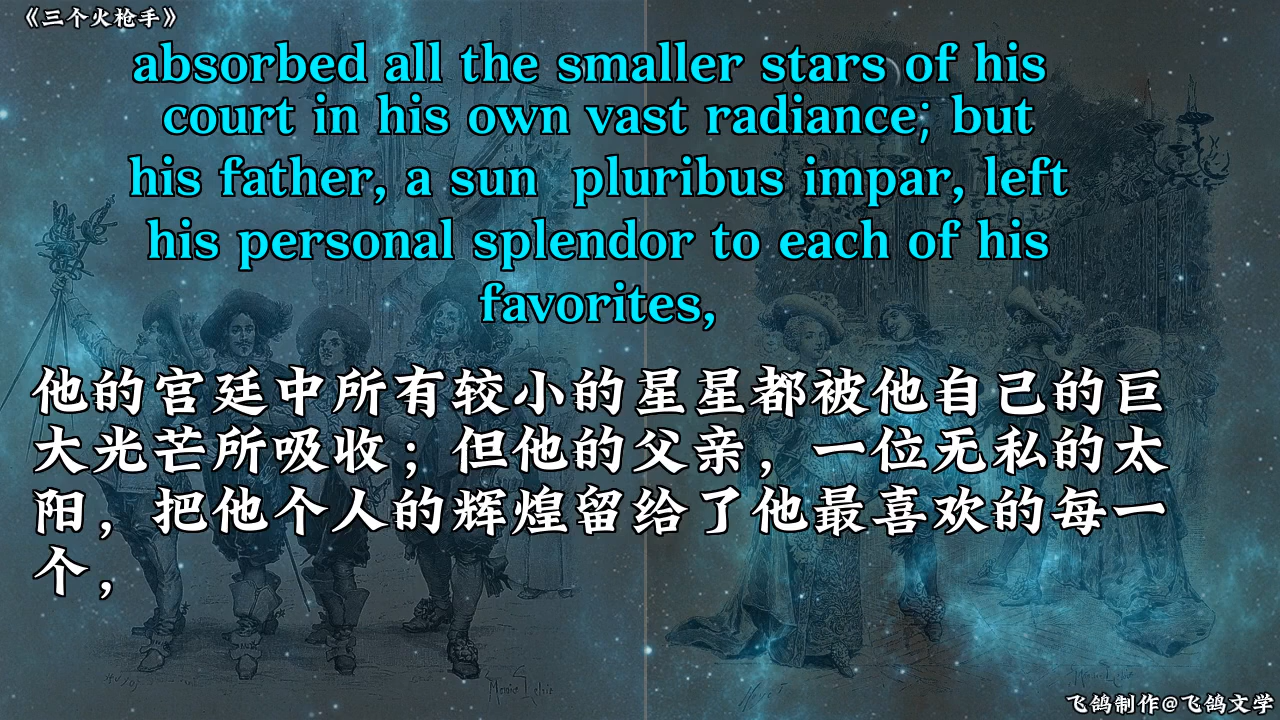 《三个火枪手》
absorbed all the smaller stars of his
court in his own vast radiance; but
his father, a sun  pluribus impar, left
his personal splendor to each of his
favorites,
他的宫廷中所有较小的星星都被他自己的巨
大光芒所吸收；但他的父亲，一位无私的太
阳，把他个人的辉煌留给了他最喜欢的每一
个，
飞鸽制作@飞鸽文学